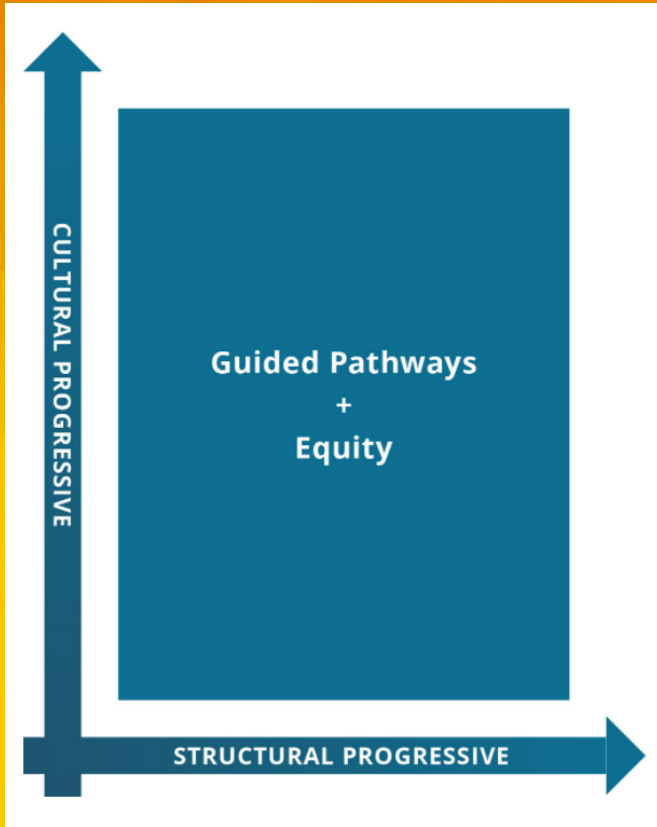 CULTURAL PROGRESSIVE
Guided Pathways
+
Equity
STRUCTURAL PROGRESSIVE